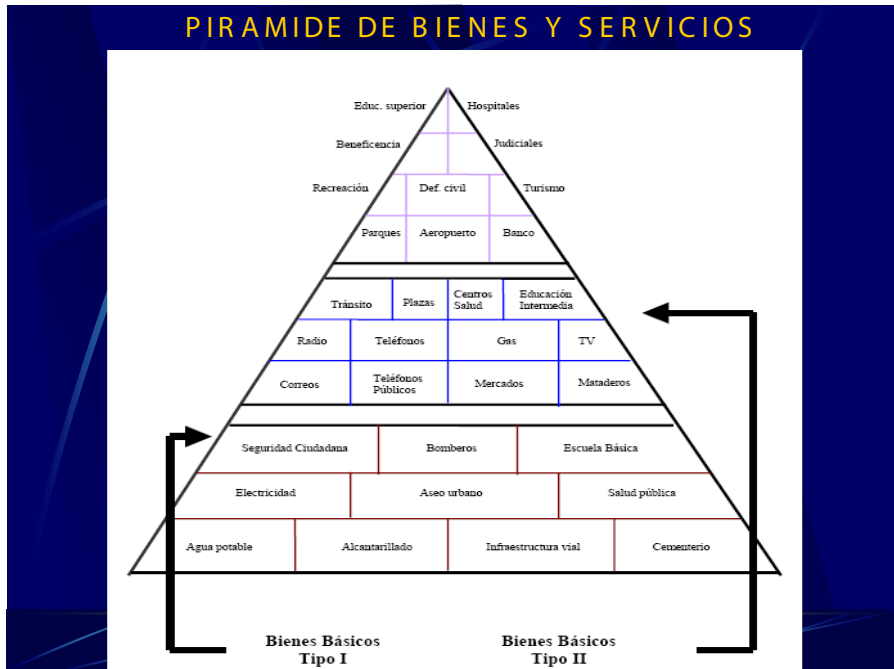 PIRAMIDE DE BIENES Y SERVICIOS
Educ. superior Hospitales
Beneficencia Judiciales
Recreación Def. civil Turismo
Parques Aeropuerto Banco
Tránsito Plazas Centros Salud Educación Intermedia
Radio Teléfonos Gas TV
Correos Teléfonos Públicos Mercados Mataderos
Seguridad Ciudadana Bomberos Escuela Básica
Electricidad Aseo urbano Salud pública
Agua potable Alcantarillado Infraestructura vial Cementerio
Bienes Básicos
Tipo I
Bienes Básicos
Tipo II